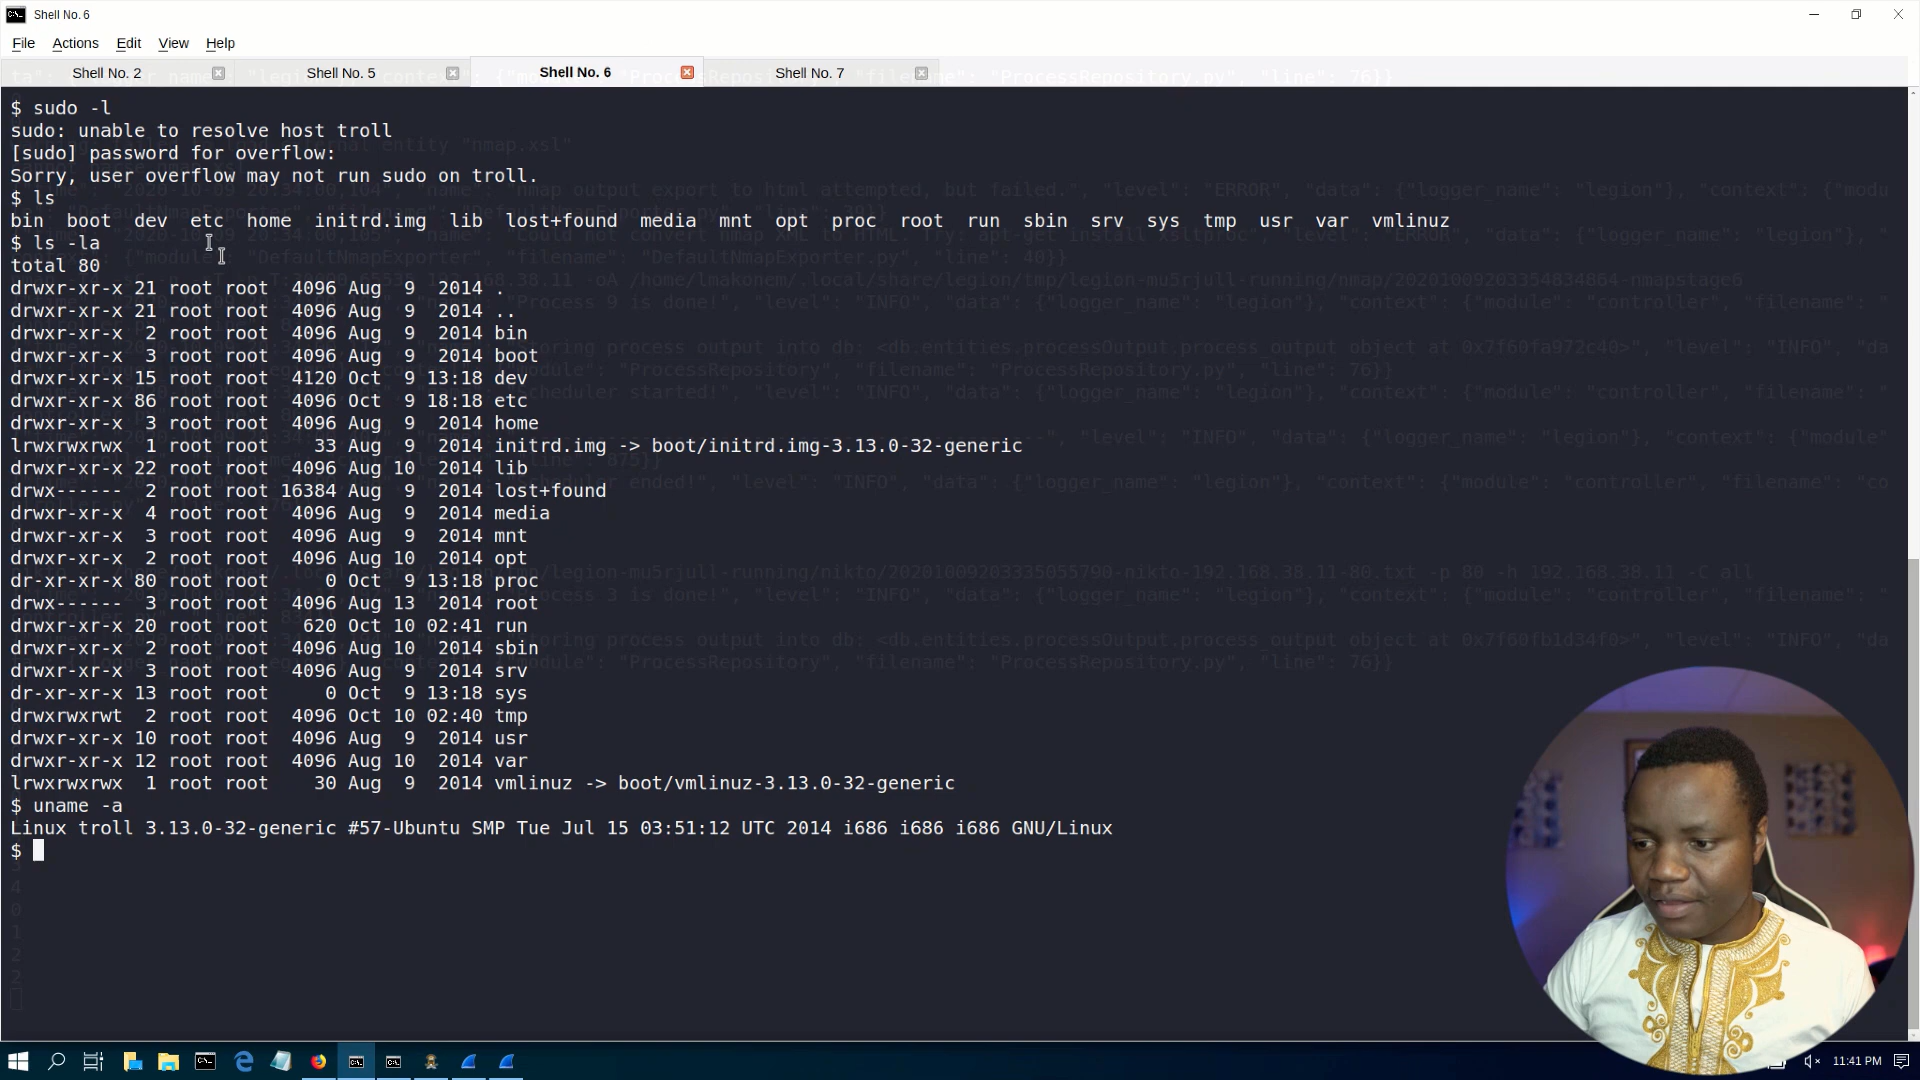 Shell No. 6
File Actions Edit View Help
Shell No. 2 Shell No. 5 Shell No. 6 Shell No. 7
$ sudo -l
sudo: unable to resolve host troll
[sudo] password for overflow:
Sorry, user overflow may not run sudo on troll.
$ ls
bin boot dev etc home initrd.img lib lost+found media mnt opt proc root run sbin srv sys tmp usr var vmlinuz
$ ls -la
total 80
drwxr-xr-x 21 root root 4096 Aug 9 2014 .
drwxr-xr-x 21 root root 4096 Aug 9 2014 ..
drwxr-xr-x 2 root root 4096 Aug 9 2014 bin
drwxr-xr-x 3 root root 4096 Aug 9 2014 boot
drwxr-xr-x 15 root root 4120 Oct 9 13:18 dev
drwxr-xr-x 86 root root 4096 Oct 9 18:18 etc
drwxr-xr-x 3 root root 4096 Aug 9 2014 home
lrwxrwxrwx 1 root root 33 Aug 9 2014 initrd.img -> boot/initrd.img-3.13.0-32-generic
drwxr-xr-x 22 root root 4096 Aug 10 2014 lib
drwx------ 2 root root 16384 Aug 9 2014 lost+found
drwxr-xr-x 4 root root 4096 Aug 9 2014 media
drwxr-xr-x 3 root root 4096 Aug 9 2014 mnt
drwxr-xr-x 2 root root 4096 Aug 10 2014 opt
dr-xr-xr-x 80 root root 0 Oct 9 13:18 proc
drwx------ 3 root root 4096 Aug 13 2014 root
drwxr-xr-x 20 root root 620 Oct 10 02:41 run
drwxr-xr-x 2 root root 4096 Aug 10 2014 sbin
drwxr-xr-x 3 root root 4096 Aug 9 2014 srv
dr-xr-xr-x 13 root root 0 Oct 9 13:18 sys
drwxrwxrwt 2 root root 4096 Oct 10 02:40 tmp
drwxr-xr-x 10 root root 4096 Aug 9 2014 usr
drwxr-xr-x 12 root root 4096 Aug 10 2014 var
lrwxrwxrwx 1 root root 30 Aug 9 2014 vmlinuz -> boot/vmlinuz-3.13.0-32-generic
$ uname -a
Linux troll 3.13.0-32-generic #57-Ubuntu SMP Tue Jul 15 03:51:12 UTC 2014 i686 i686 i686 GNU/Linux
$
11:41 PM